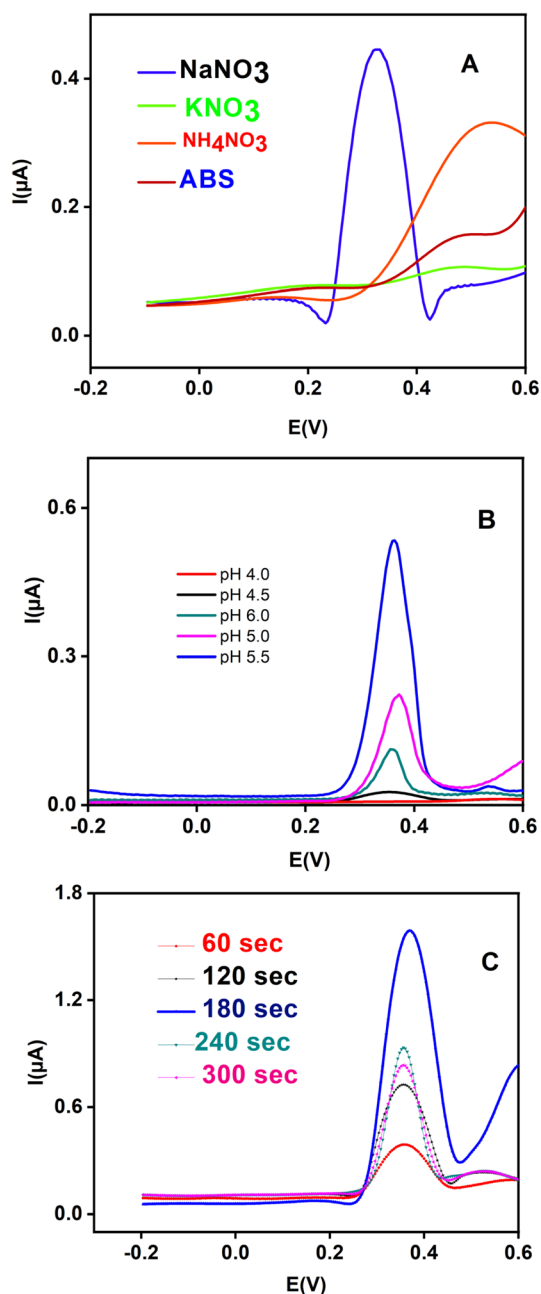 A
NaNO3
KNO3
NH4NO3
ABS
I(µA)
0.4
0.2
0.0
-0.2 0.0 0.2 0.4 0.6
E(V)
B
pH 4.0
pH 4.5
pH 6.0
pH 5.0
pH 5.5
I(µA)
0.6
0.3
0.0
-0.2 0.0 0.2 0.4 0.6
E(V)
C
60 sec
120 sec
180 sec
240 sec
300 sec
I(µA)
1.8
1.2
0.6
0.0
-0.2 0.0 0.2 0.4 0.6
E(V)